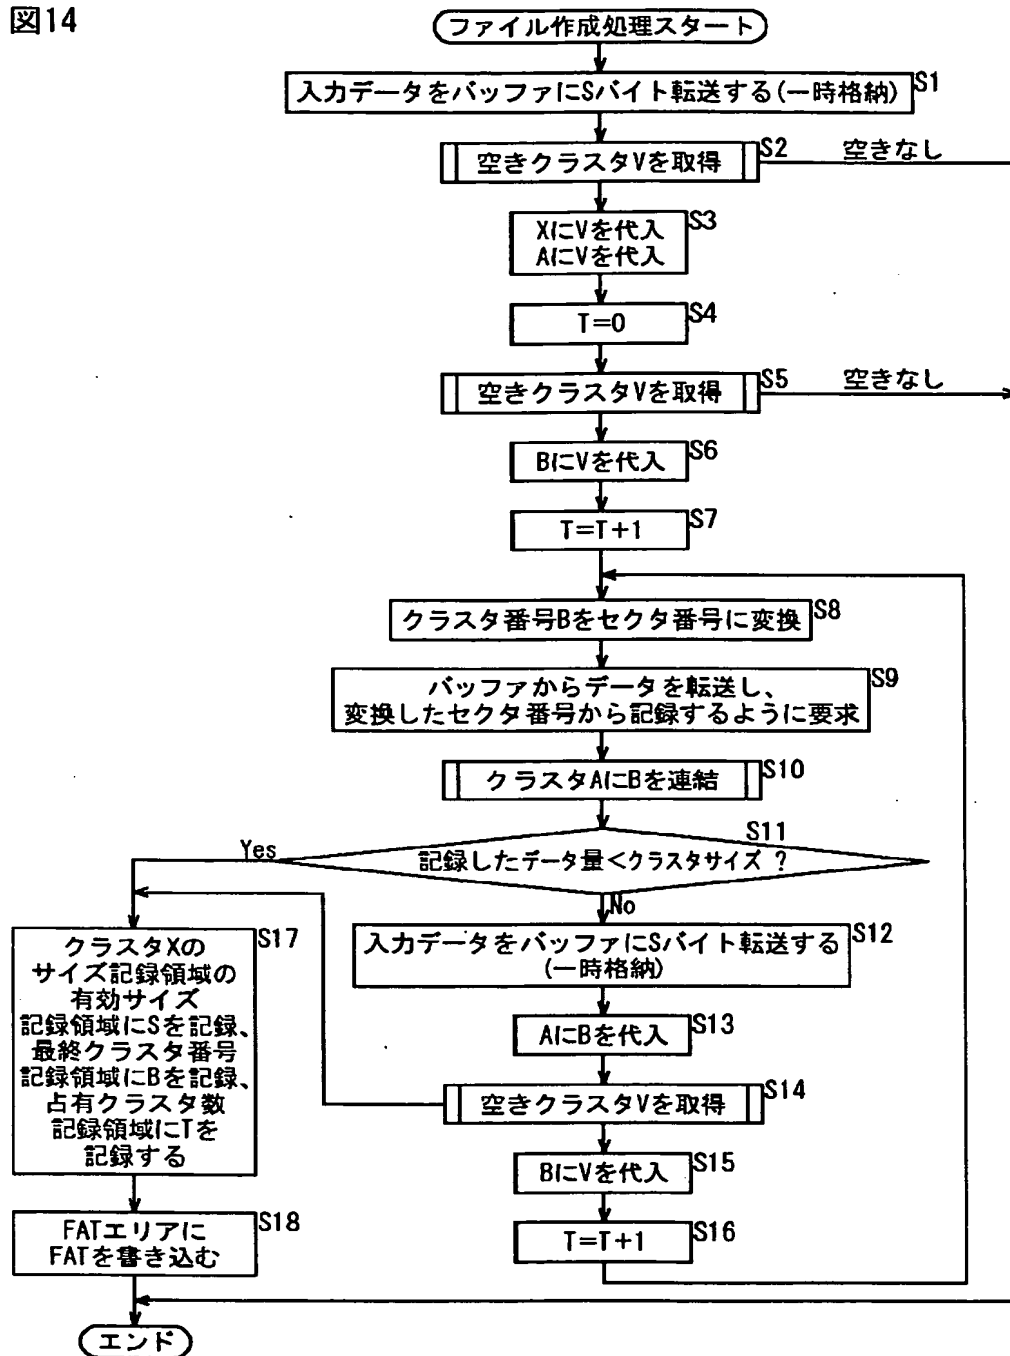 図14
ファイル作成処理スタート
入力データをバッファにSバイト転送する(一時格納)
S1
空きクラスタVを取得
S2
空きなし
XにVを代入
AにVを代入
S3
T=0
S4
空きクラスタVを取得
S5
空きなし
BにVを代入
S6
T=T+1
S7
クラスタ番号Bをセクタ番号に変換
S8
バッファからデータを転送し、
変換したセクタ番号から記録するように要求
S9
クラスタAにBを連結
S10
S11
記録したデータ量<クラスタサイズ ?
Yes
No
入力データをバッファにSバイト転送する
(一時格納)
S12
AにBを代入
S13
空きクラスタVを取得
S14
BにVを代入
S15
T=T+1
S16
クラスタXの
サイズ記録領域の
有効サイズ
記録領域にSを記録、
最終クラスタ番号
記録領域にBを記録、
占有クラスタ数
記録領域にTを
記録する
S17
FATエリアに
FATを書き込む
S18
エンド